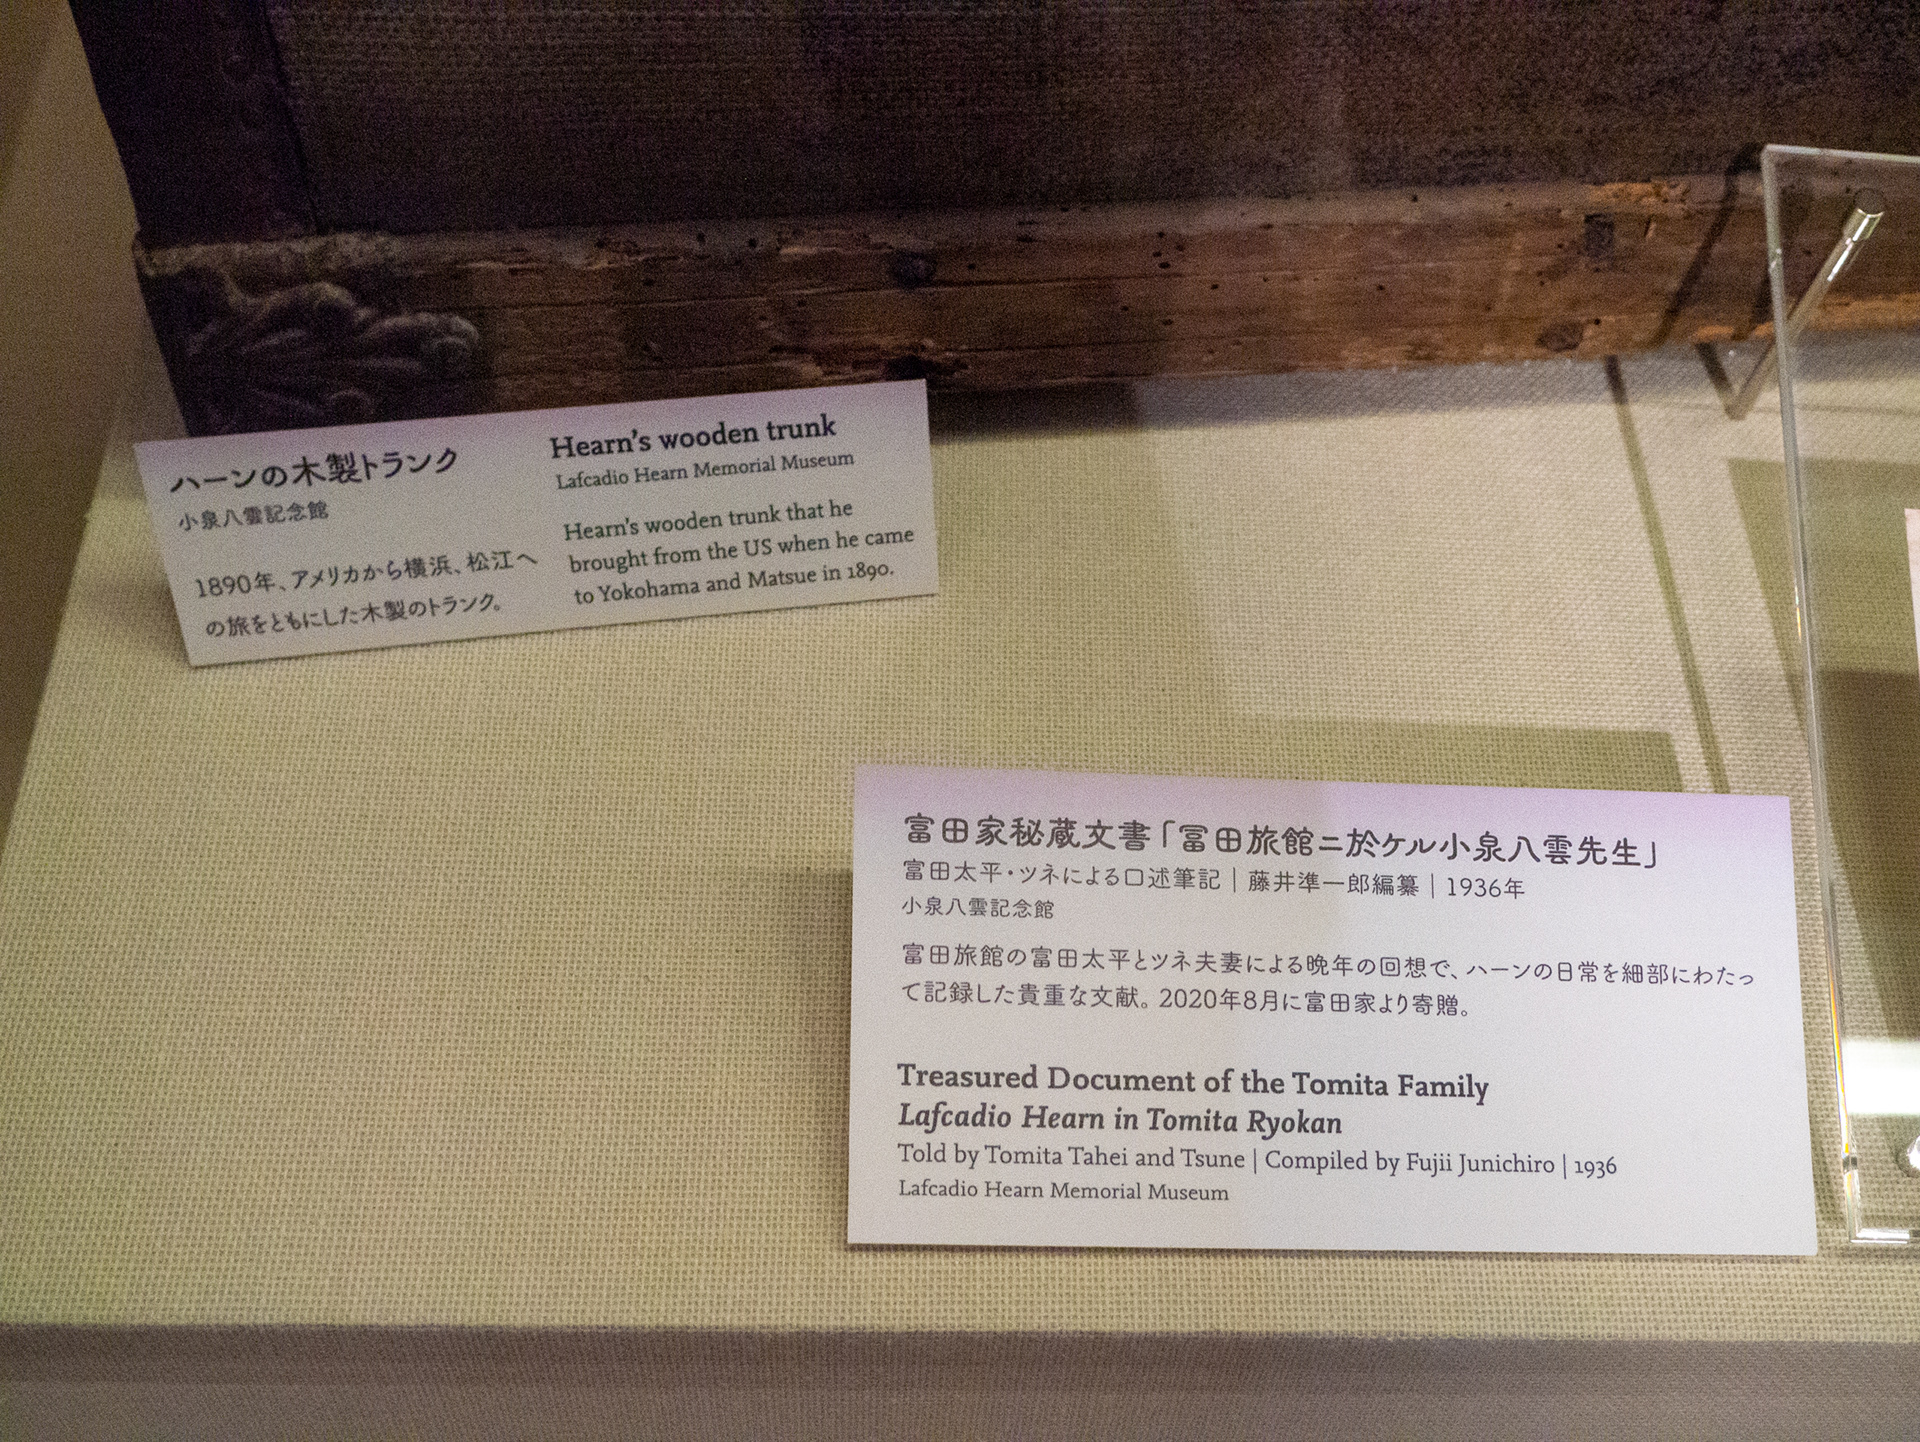 ハーンの木製トランク
小泉八雲記念館
1890年、アメリカから横浜、松江へ
の旅をともにした木製のトランク。
Hearn's wooden trunk
Lafcadio Hearn Memorial Museum
Hearn's wooden trunk that he
brought from the US when he came
to Yokohama and Matsue in 1890.
富田家秘蔵文書「冨田旅館ニ於ケル小泉八雲先生」
富田太平・ツネによる口述筆記｜藤井準一郎編纂｜1936年
小泉八雲記念館
富田旅館の富田太平とツネ夫妻による晩年の回想で、ハーンの日常を細部にわたっ
て記録した貴重な文献。2020年8月に富田家より寄贈。
Treasured Document of the Tomita Family
Lafcadio Hearn in Tomita Ryokan
Told by Tomita Tahei and Tsune | Compiled by Fujii Junichiro | 1936
Lafcadio Hearn Memorial Museum